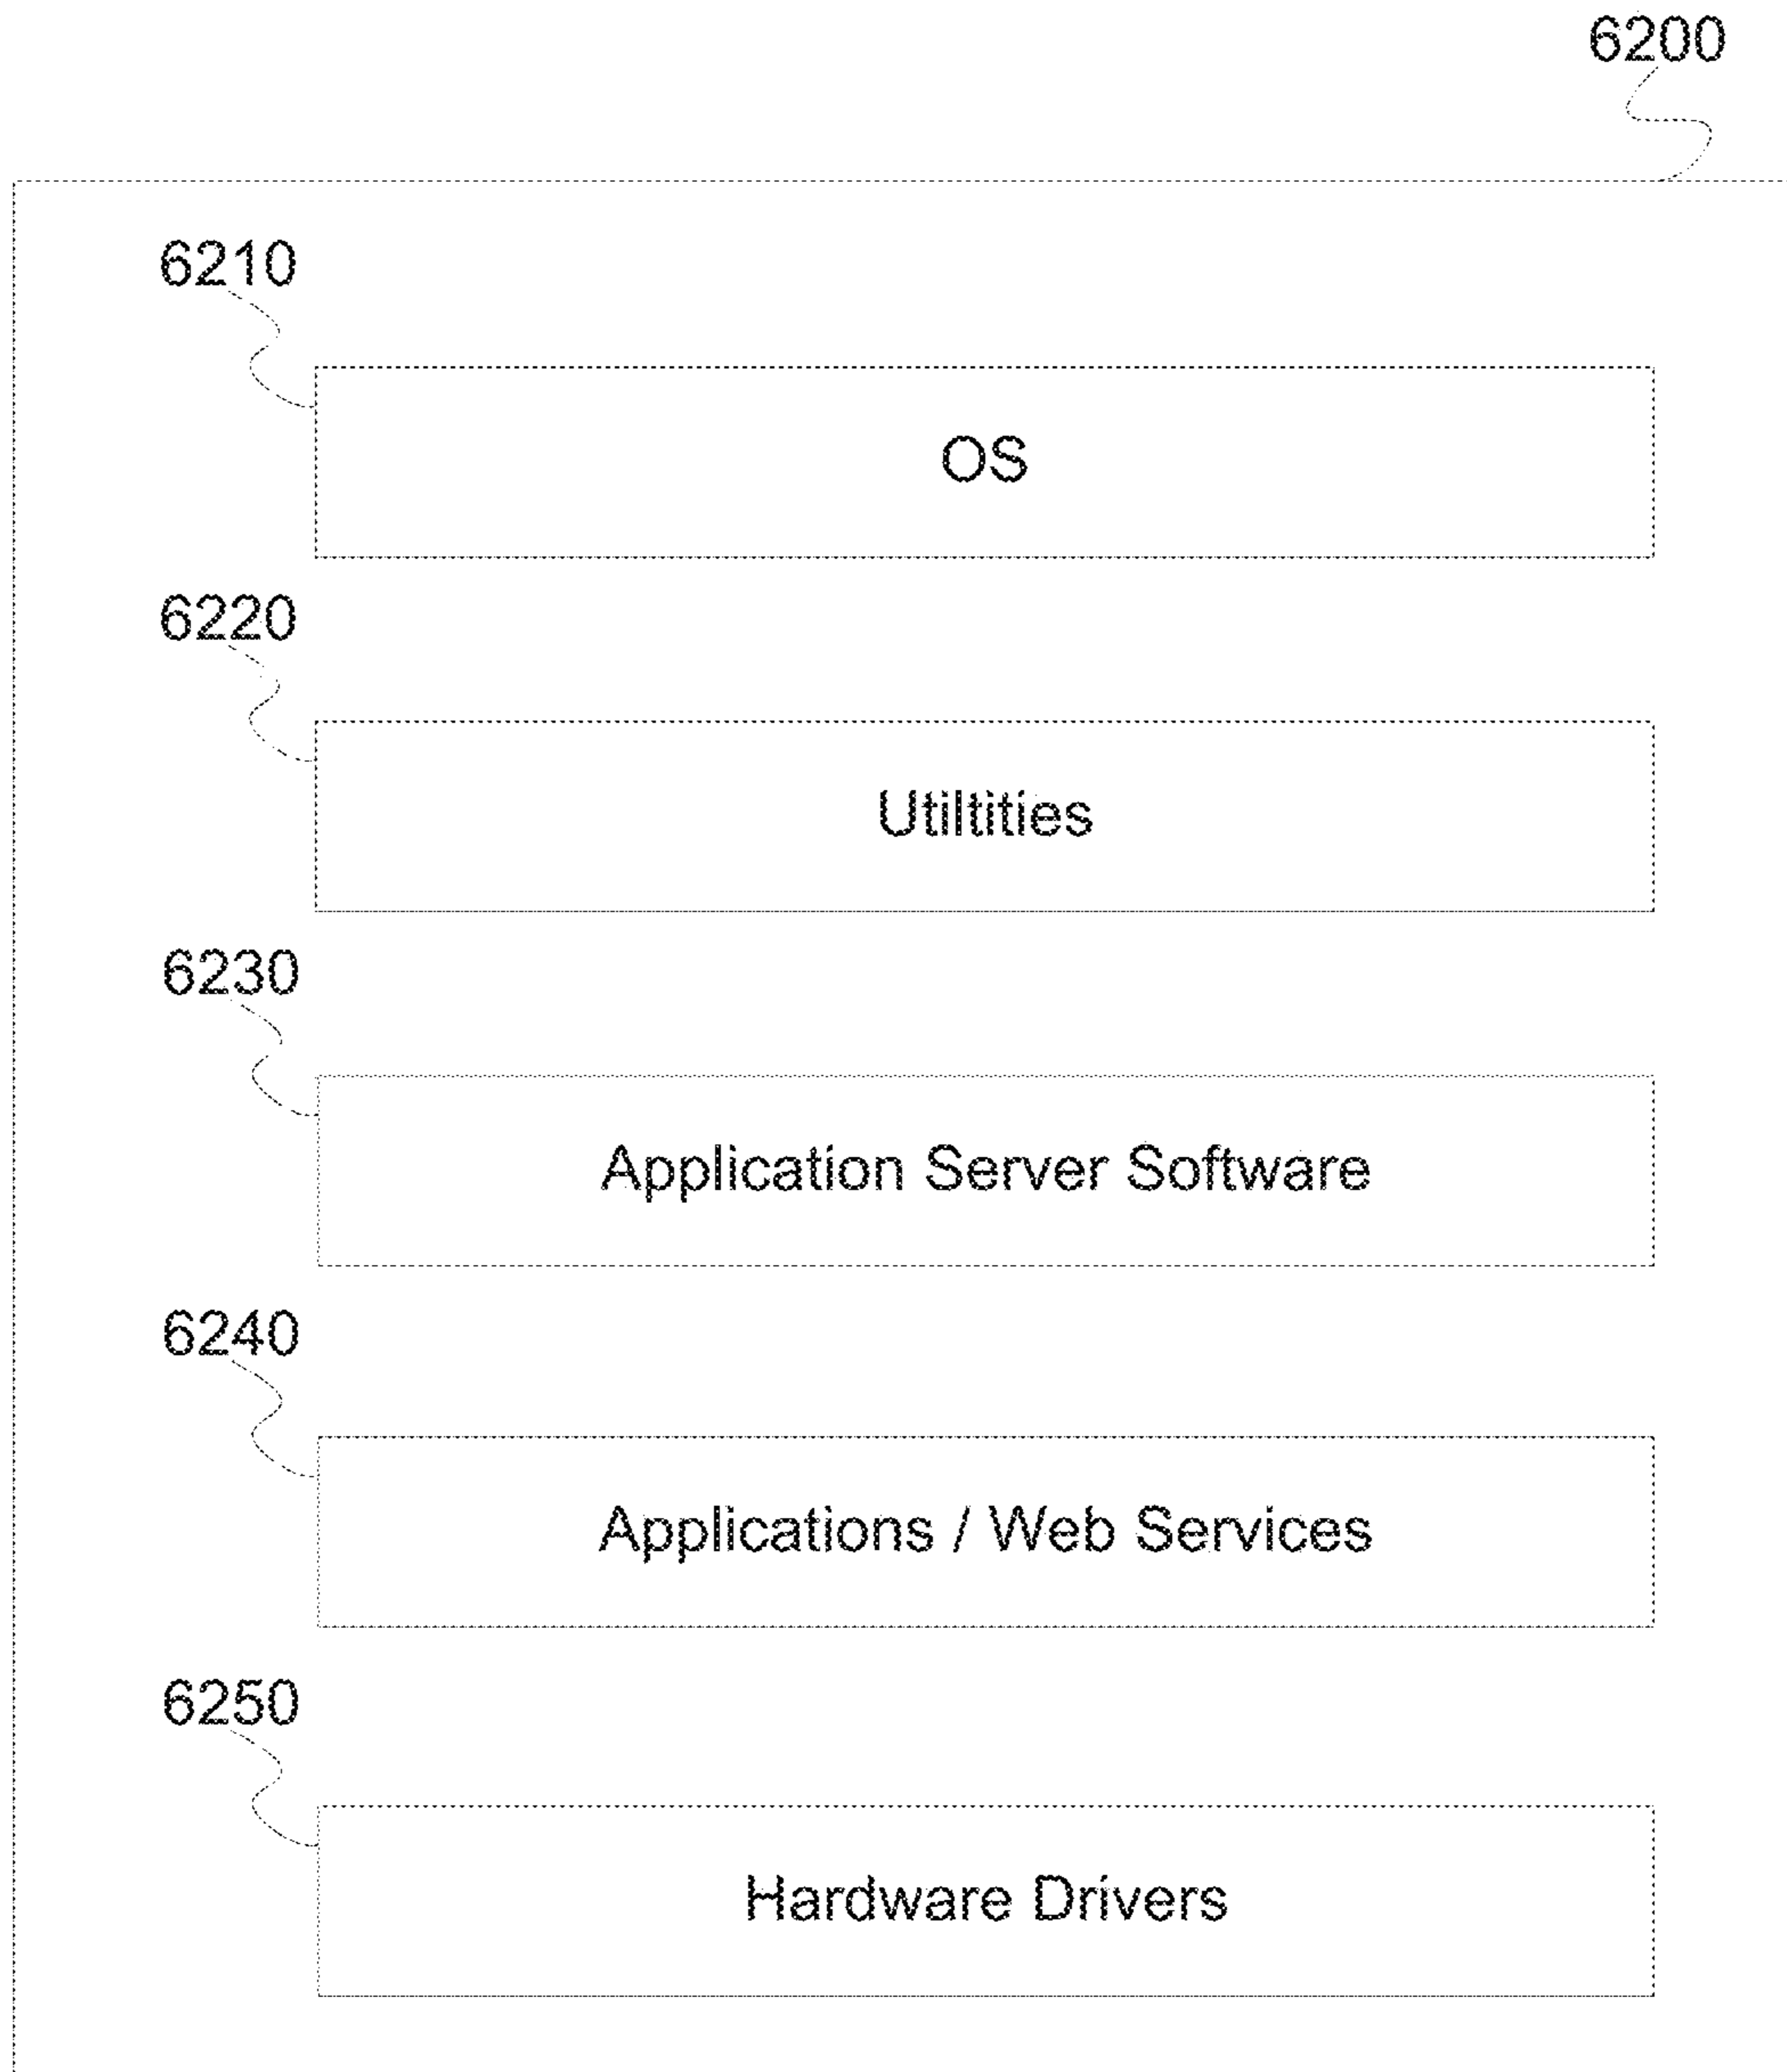 6200
6210
OS
6220
Utiltities
6230
Application Server Software
6240
Applications / Web Services
6250
Hardware Drivers